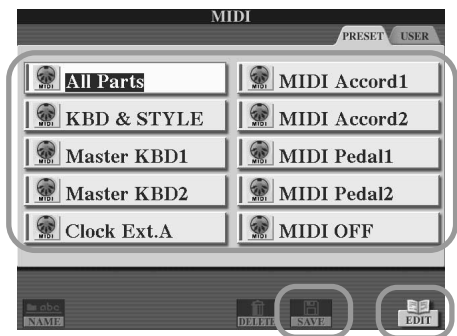 MIDI
PRESET USER
All Parts
KBD & STYLE
Master KBD1
Master KBD2
Clock Ext.A
MIDI Accord1
MIDI Accord2
MIDI Pedal1
MIDI Pedal2
MIDI OFF
abc
NAME DELETE SAVE EDIT